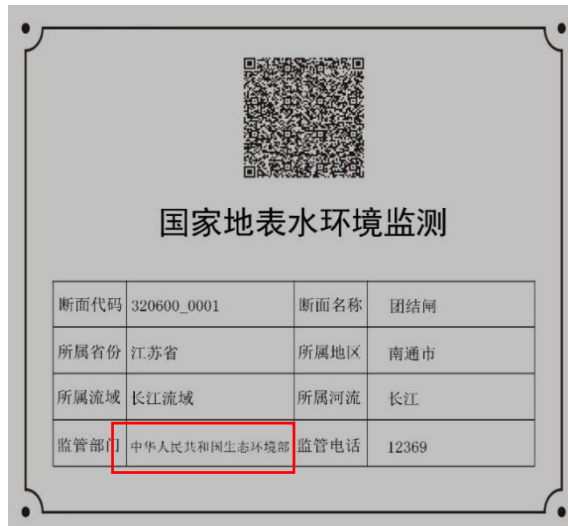 国家地表水环境监测
断面代码 320600_0001 断面名称 团结闸
所属省份 江苏省 所属地区 南通市
所属流域 长江流域 所属河流 长江
监管部门 中华人民共和国生态环境部 监管电话 12369